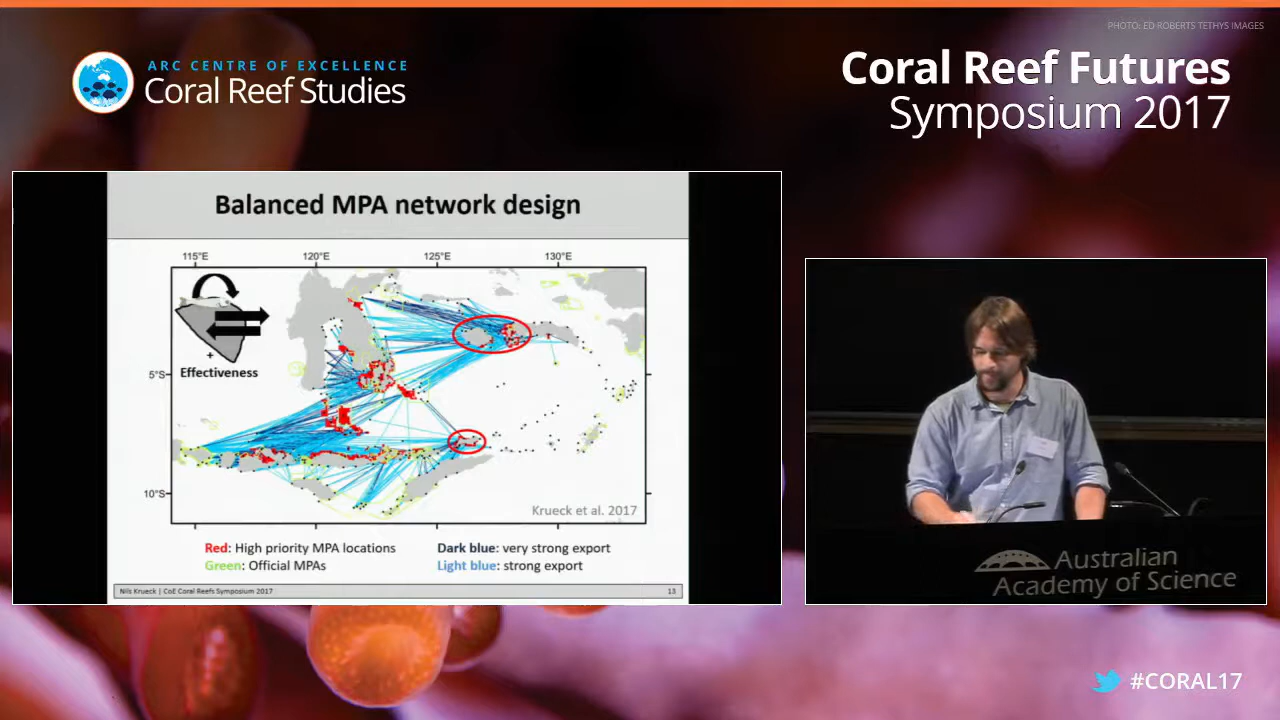 PHOTO: ED ROBERTS TETHYS IMAGES
ARC CENTRE OF EXCELLENCE
Coral Reef Studies
Coral Reef Futures
Symposium 2017
Balanced MPA network design
115°E 120°E 125°E 130°E
+
Effectiveness
5°S
10°S
Krueck et al. 2017
Red: High priority MPA locations
Green: Official MPAs
Dark blue: very strong export
Light blue: strong export
Nils Krueck | CoE Coral Reefs Symposium 2017
13
Australian
Academy of Science
#CORAL17